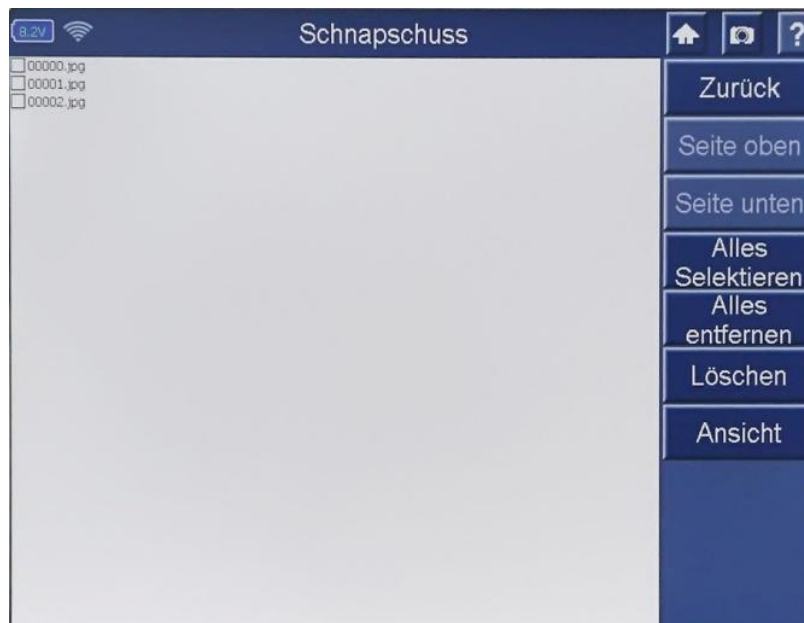 8.2V
Schnapschuss
?
00000.jpg
00001.jpg
00002.jpg
Zurück
Seite oben
Seite unten
Alles
Selektieren
Alles
entfernen
Löschen
Ansicht